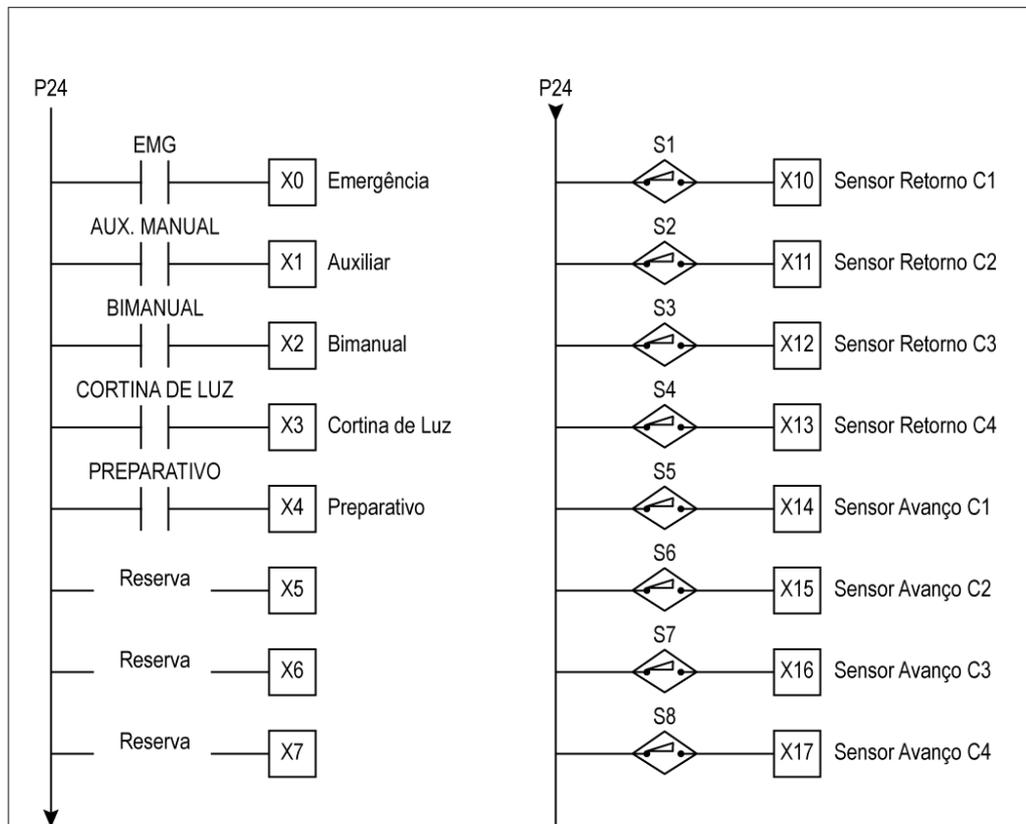 P24
EMG
X0 Emergência
AUX. MANUAL
X1 Auxiliar
BIMANUAL
X2 Bimanual
CORTINA DE LUZ
X3 Cortina de Luz
PREPARATIVO
X4 Preparativo
Reserva X5
Reserva X6
Reserva X7
P24
S1
X10 Sensor Retorno C1
S2
X11 Sensor Retorno C2
S3
X12 Sensor Retorno C3
S4
X13 Sensor Retorno C4
S5
X14 Sensor Avanço C1
S6
X15 Sensor Avanço C2
S7
X16 Sensor Avanço C3
S8
X17 Sensor Avanço C4